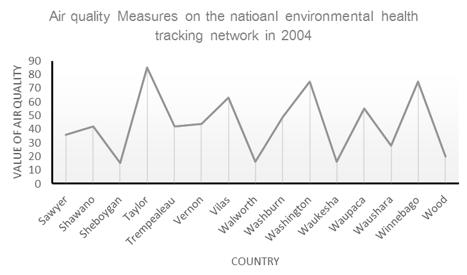 Air quality Measures on the natioanl environmental health
tracking network in 2004
90
80
70
60
50
40
30
20
10
0
VALUE OF AIR QUALITY
Sawyer
Shawano
Sheboygan
Taylor
Trempealeau
Vernon
Vilas
Walworth
Washburn
Washington
Waukesha
Waupaca
Waushara
Winnebago
Wood
COUNTRY